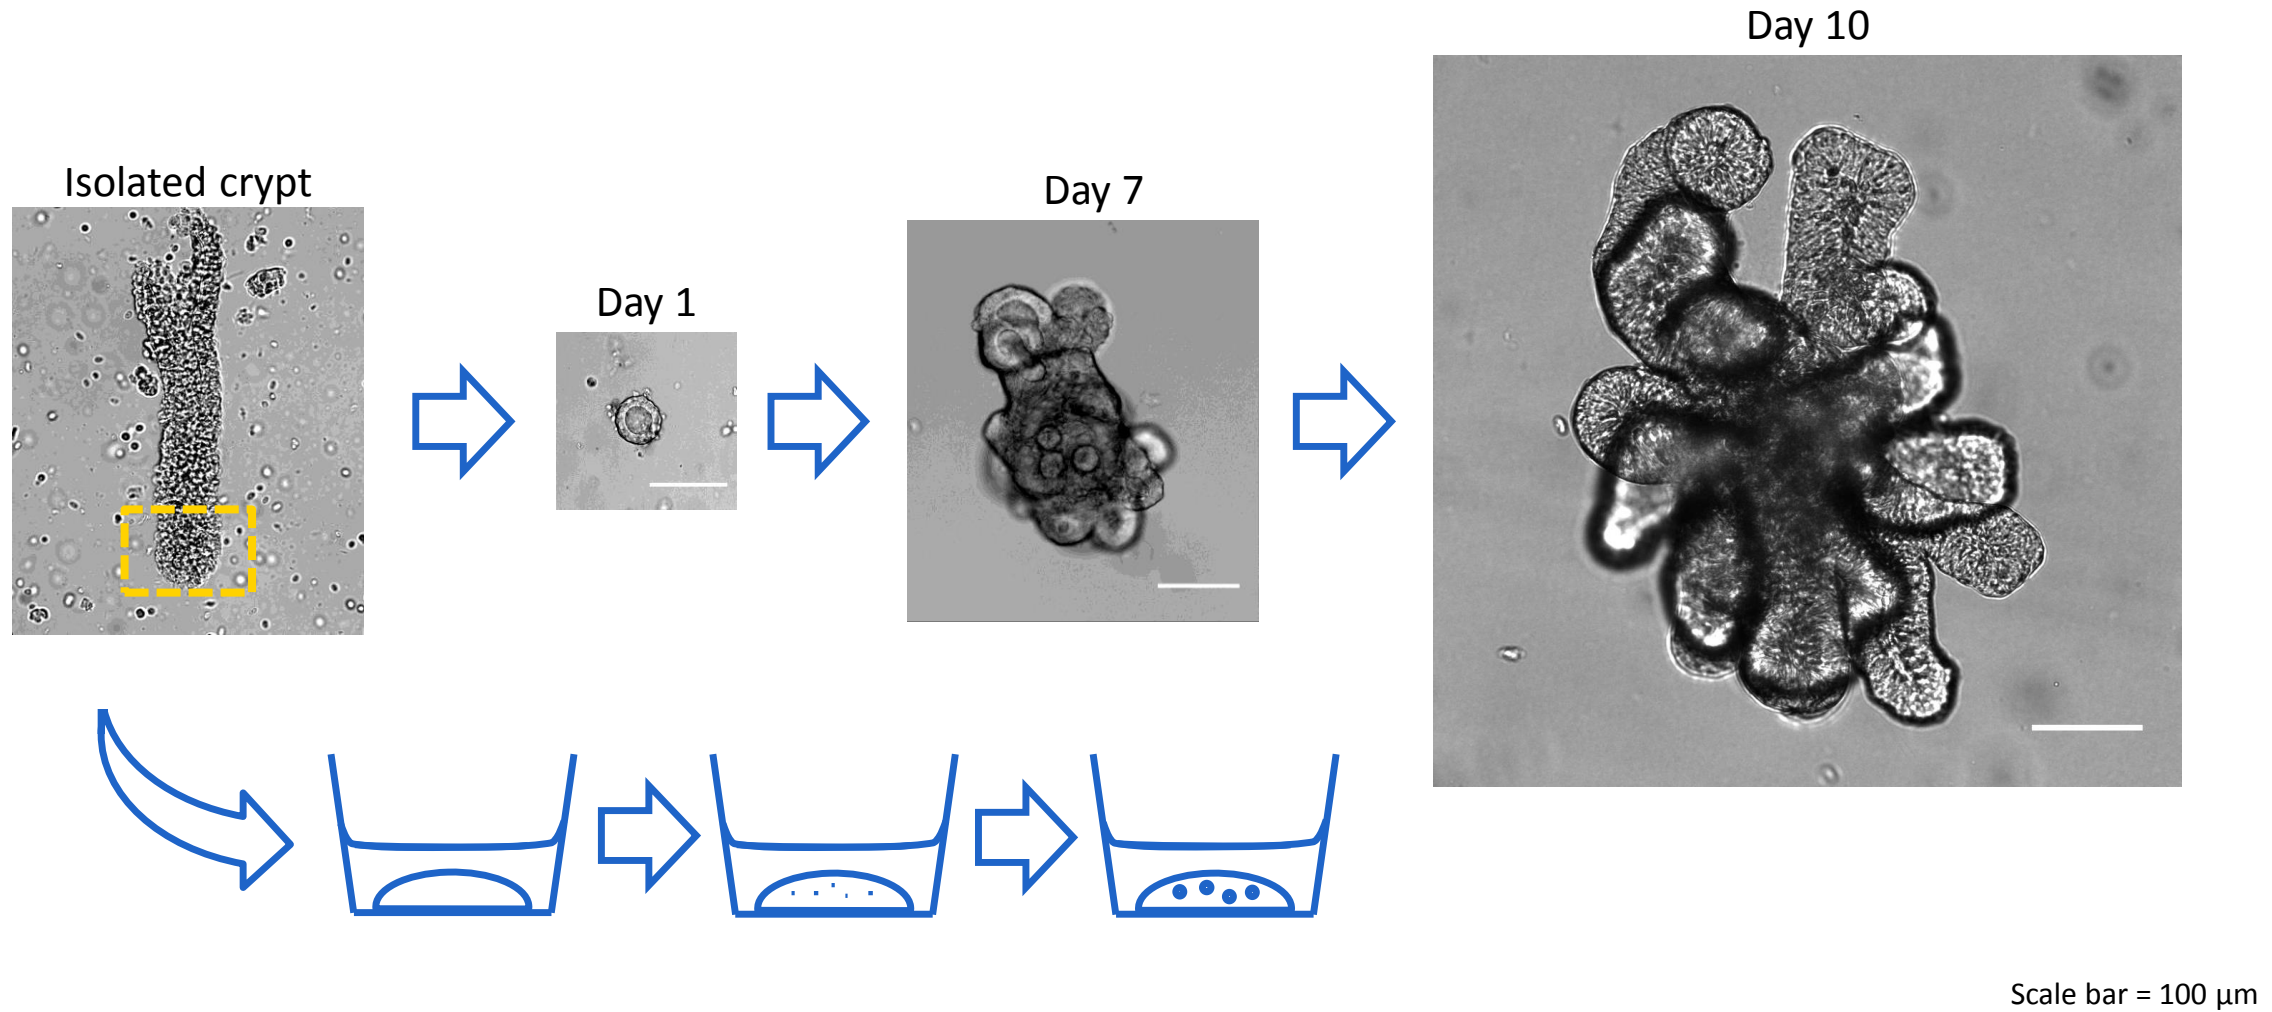 Day 10
Isolated crypt
Day 7
Day 1
Scale bar = 100 µm